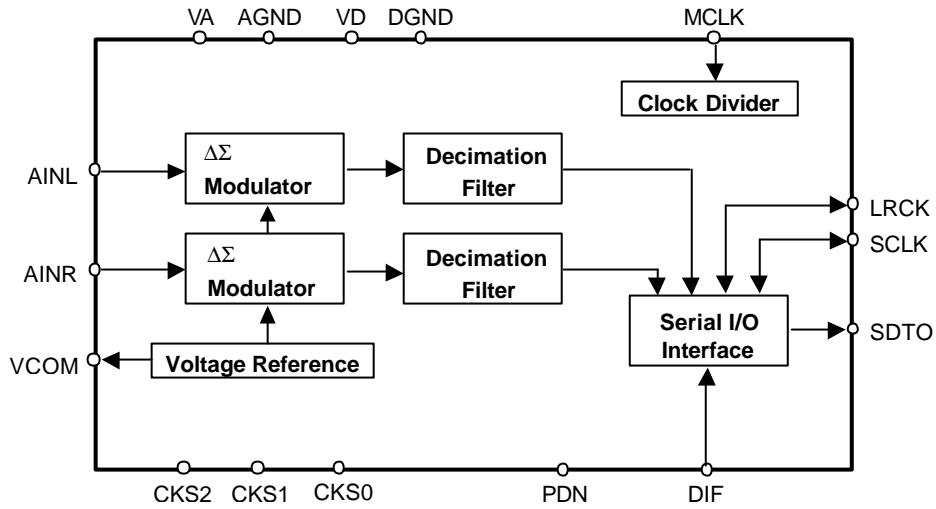 VA AGND VD DGND MCLK
Clock Divider
ΔΣ
Modulator
Decimation
Filter
AINL
LRCK
SCLK
ΔΣ
Modulator
Decimation
Filter
AINR
Serial I/O
Interface
SDTO
VCOM
Voltage Reference
CKS2 CKS1 CKS0 PDN DIF